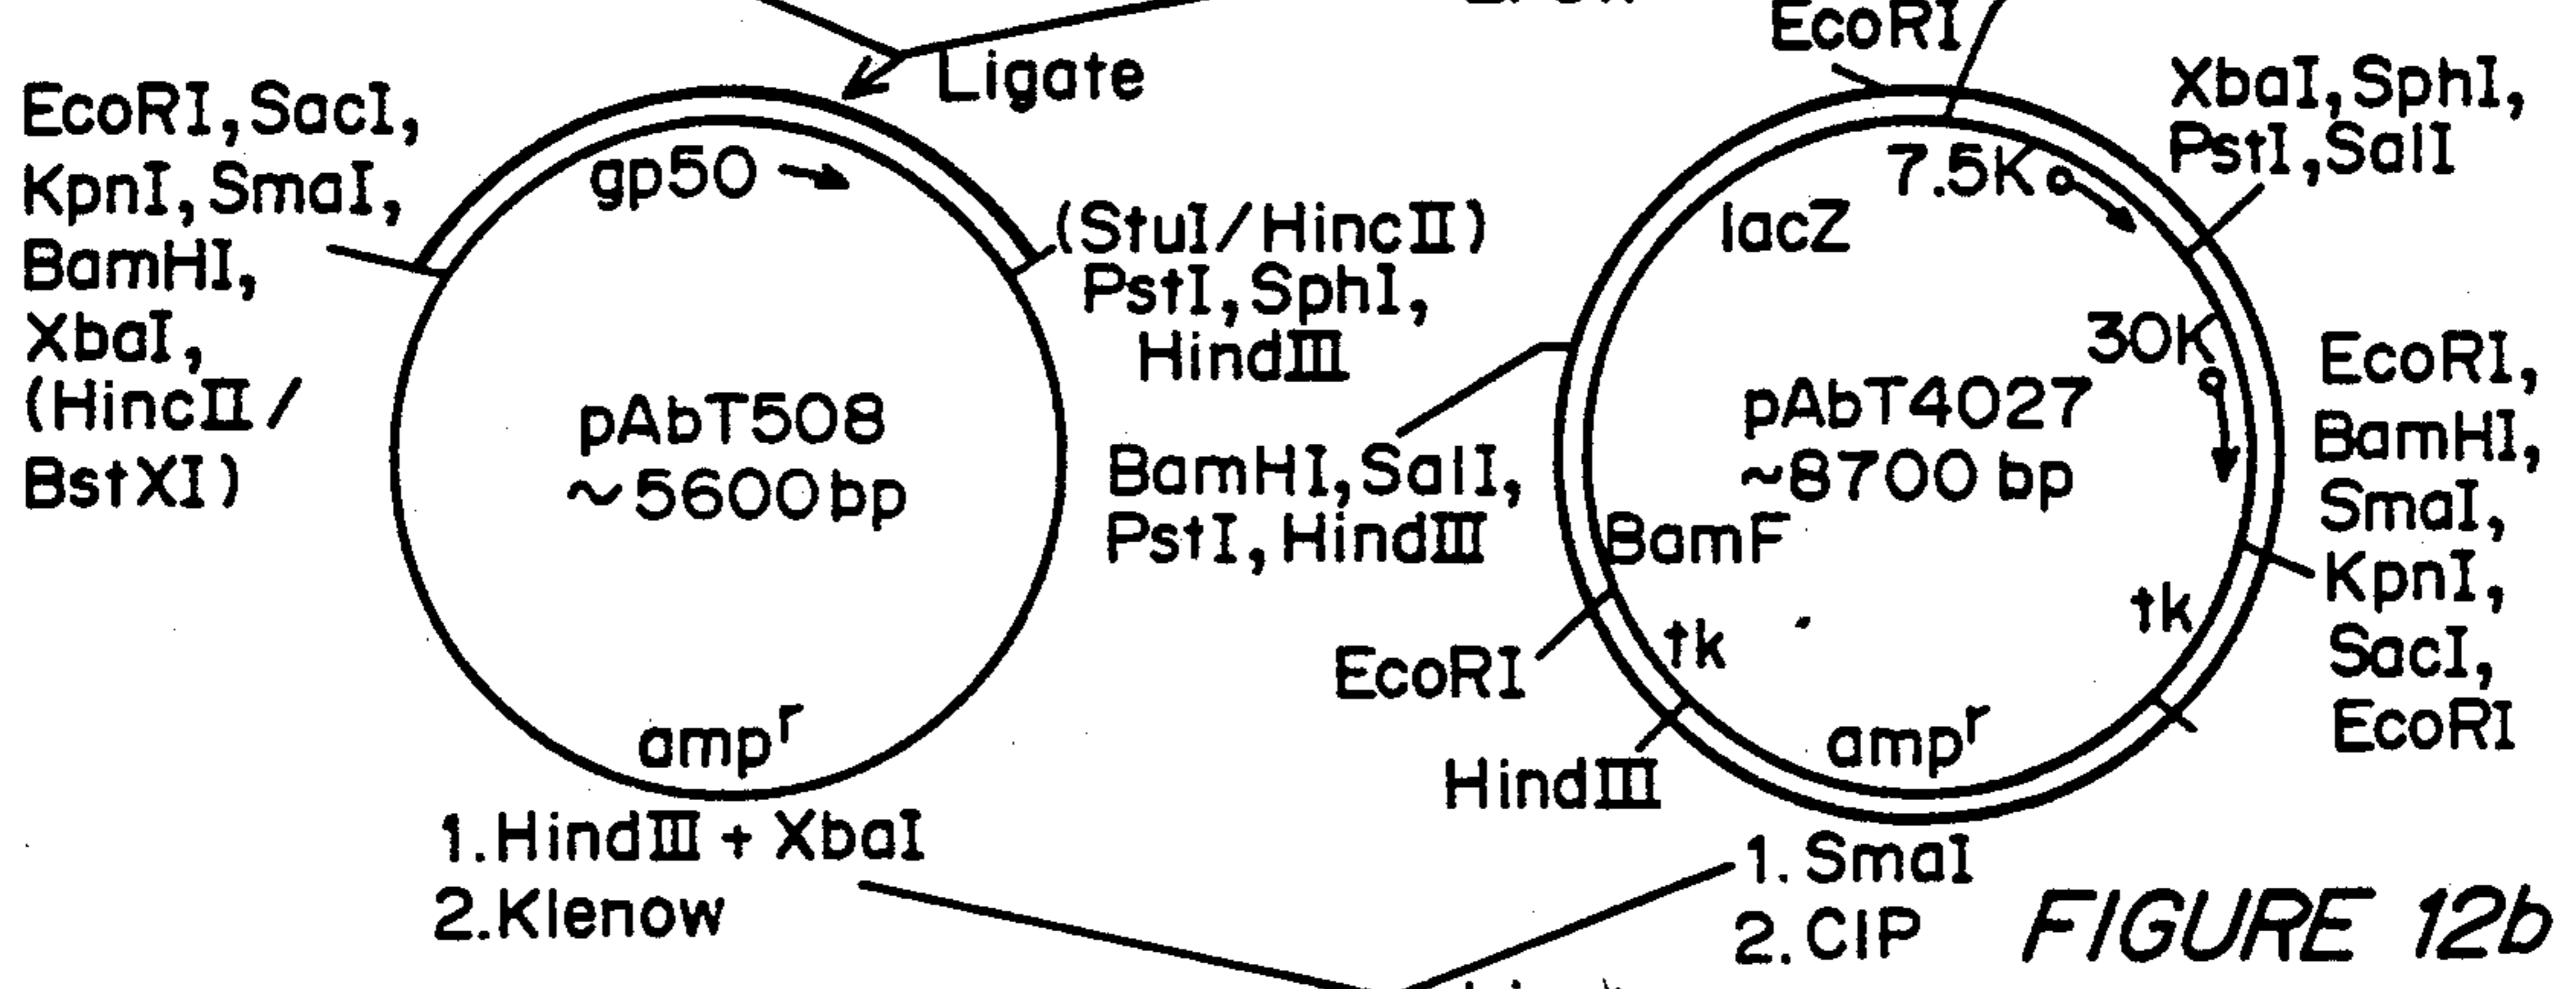 Ligate
EcoRI, SacI,
KpnI, SmaI,
BamHI,
XbaI,
(HincII/
BstXI)
gp50
(StuI/HincII)
PstI, SphI,
HindIII
pAbT508
~5600bp
amp^r
1. HindIII + XbaI
2. Klenow
EcoRI
XbaI, SphI,
PstI, SalI
7.5K
lacZ
30K
pAbT4027
~8700 bp
BamHI, SalI,
PstI, HindIII
BamF
EcoRI,
BamHI,
SmaI,
KpnI,
SacI,
EcoRI
EcoRI
tk
tk
HindIII
amp^r
1. SmaI
2. CIP
FIGURE 12b